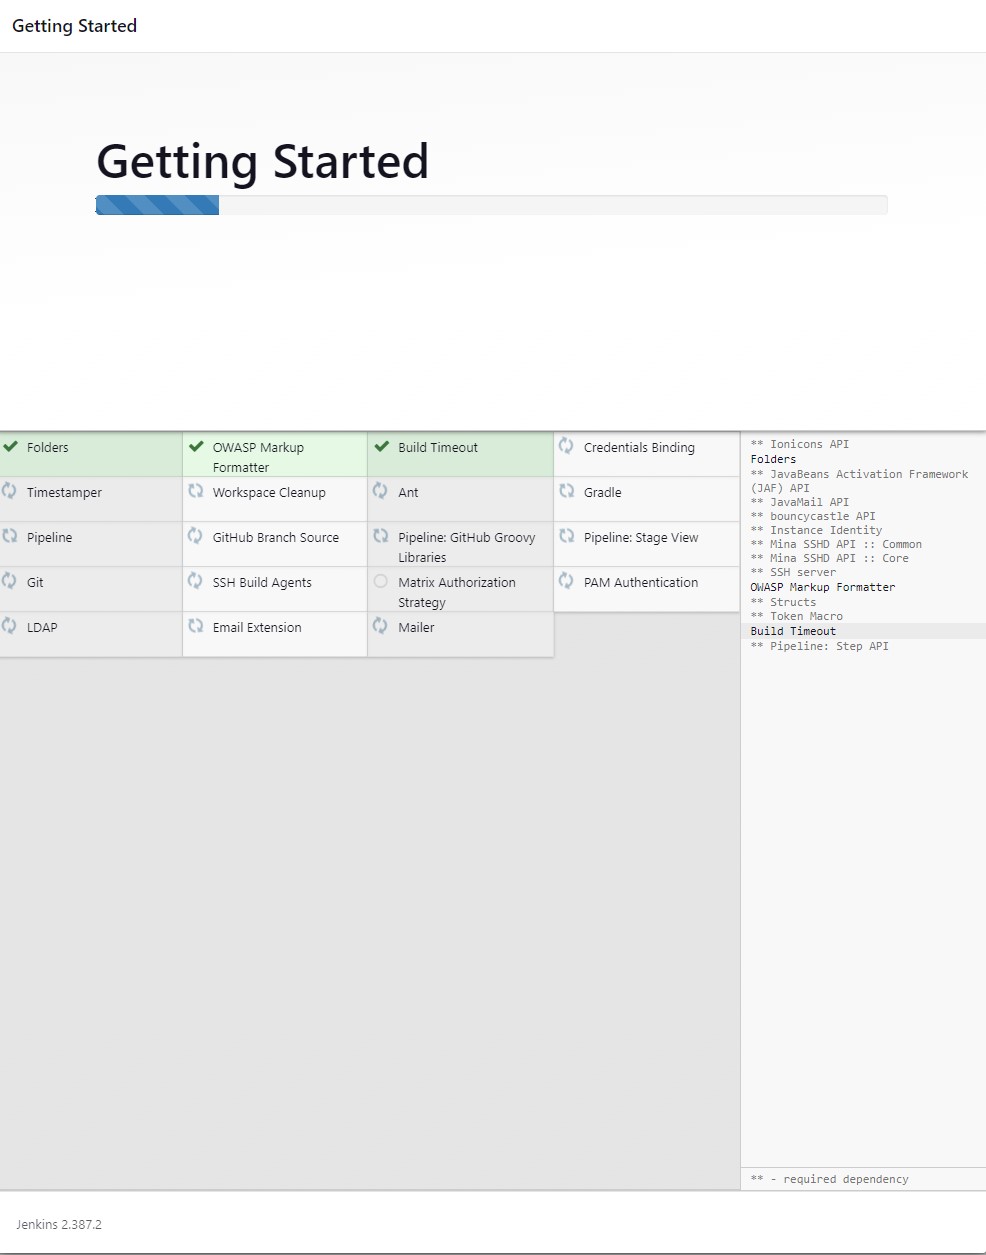 Getting Started
Getting Started
Folders
OWASP Markup
Formatter
Build Timeout
Credentials Binding
Timestamper
Workspace Cleanup
Ant
Gradle
Pipeline
GitHub Branch Source
Pipeline: GitHub Groovy
Libraries
Pipeline: Stage View
Git
SSH Build Agents
Matrix Authorization
Strategy
PAM Authentication
LDAP
Email Extension
Mailer
** Ionicons API
Folders
** JavaBeans Activation Framework
(JAF) API
** JavaMail API
** bouncycastle API
** Instance Identity
** Mina SSHD API :: Common
** Mina SSHD API :: Core
** SSH server
OWASP Markup Formatter
** Structs
** Token Macro
Build Timeout
** Pipeline: Step API
** - required dependency
Jenkins 2.387.2